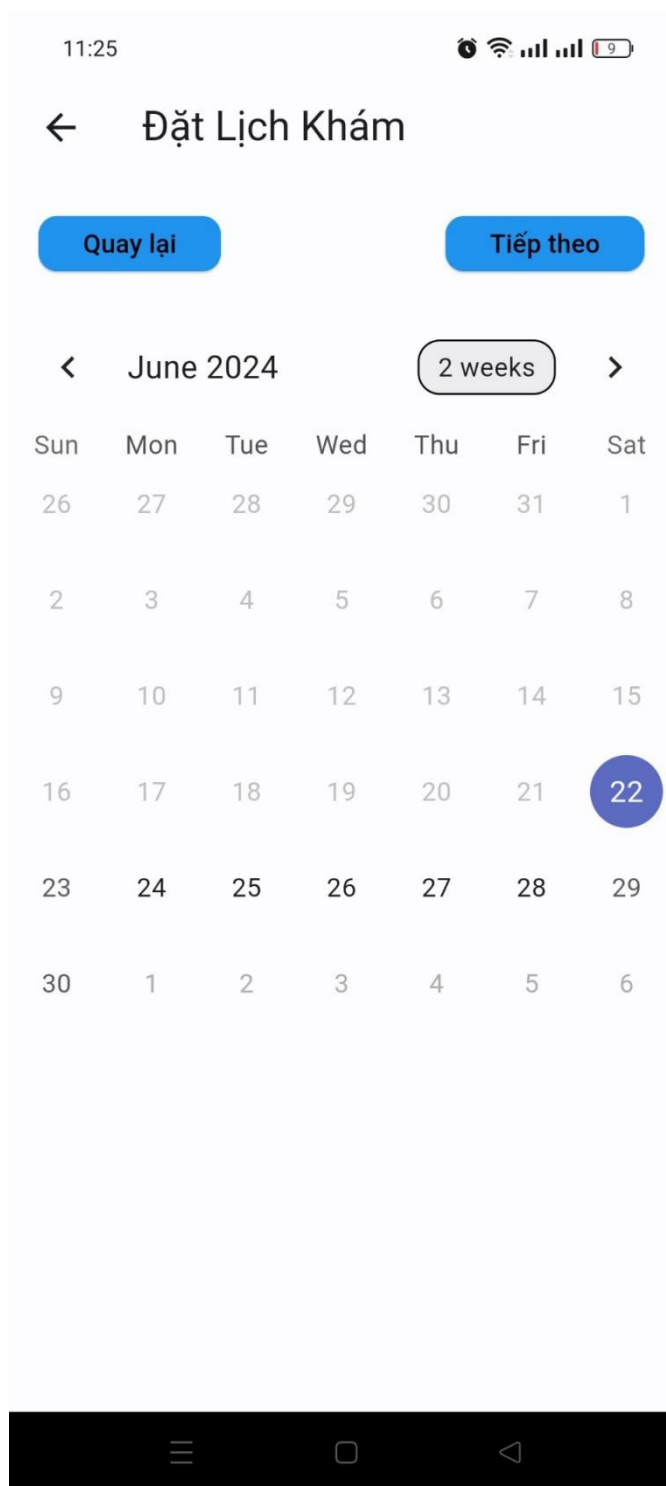 11:25 9
Đặt Lịch Khám
Quay lại Tiếp theo
June 2024 2 weeks
Sun Mon Tue Wed Thu Fri Sat
26 27 28 29 30 31 1
2 3 4 5 6 7 8
9 10 11 12 13 14 15
16 17 18 19 20 21 22
23 24 25 26 27 28 29
30 1 2 3 4 5 6